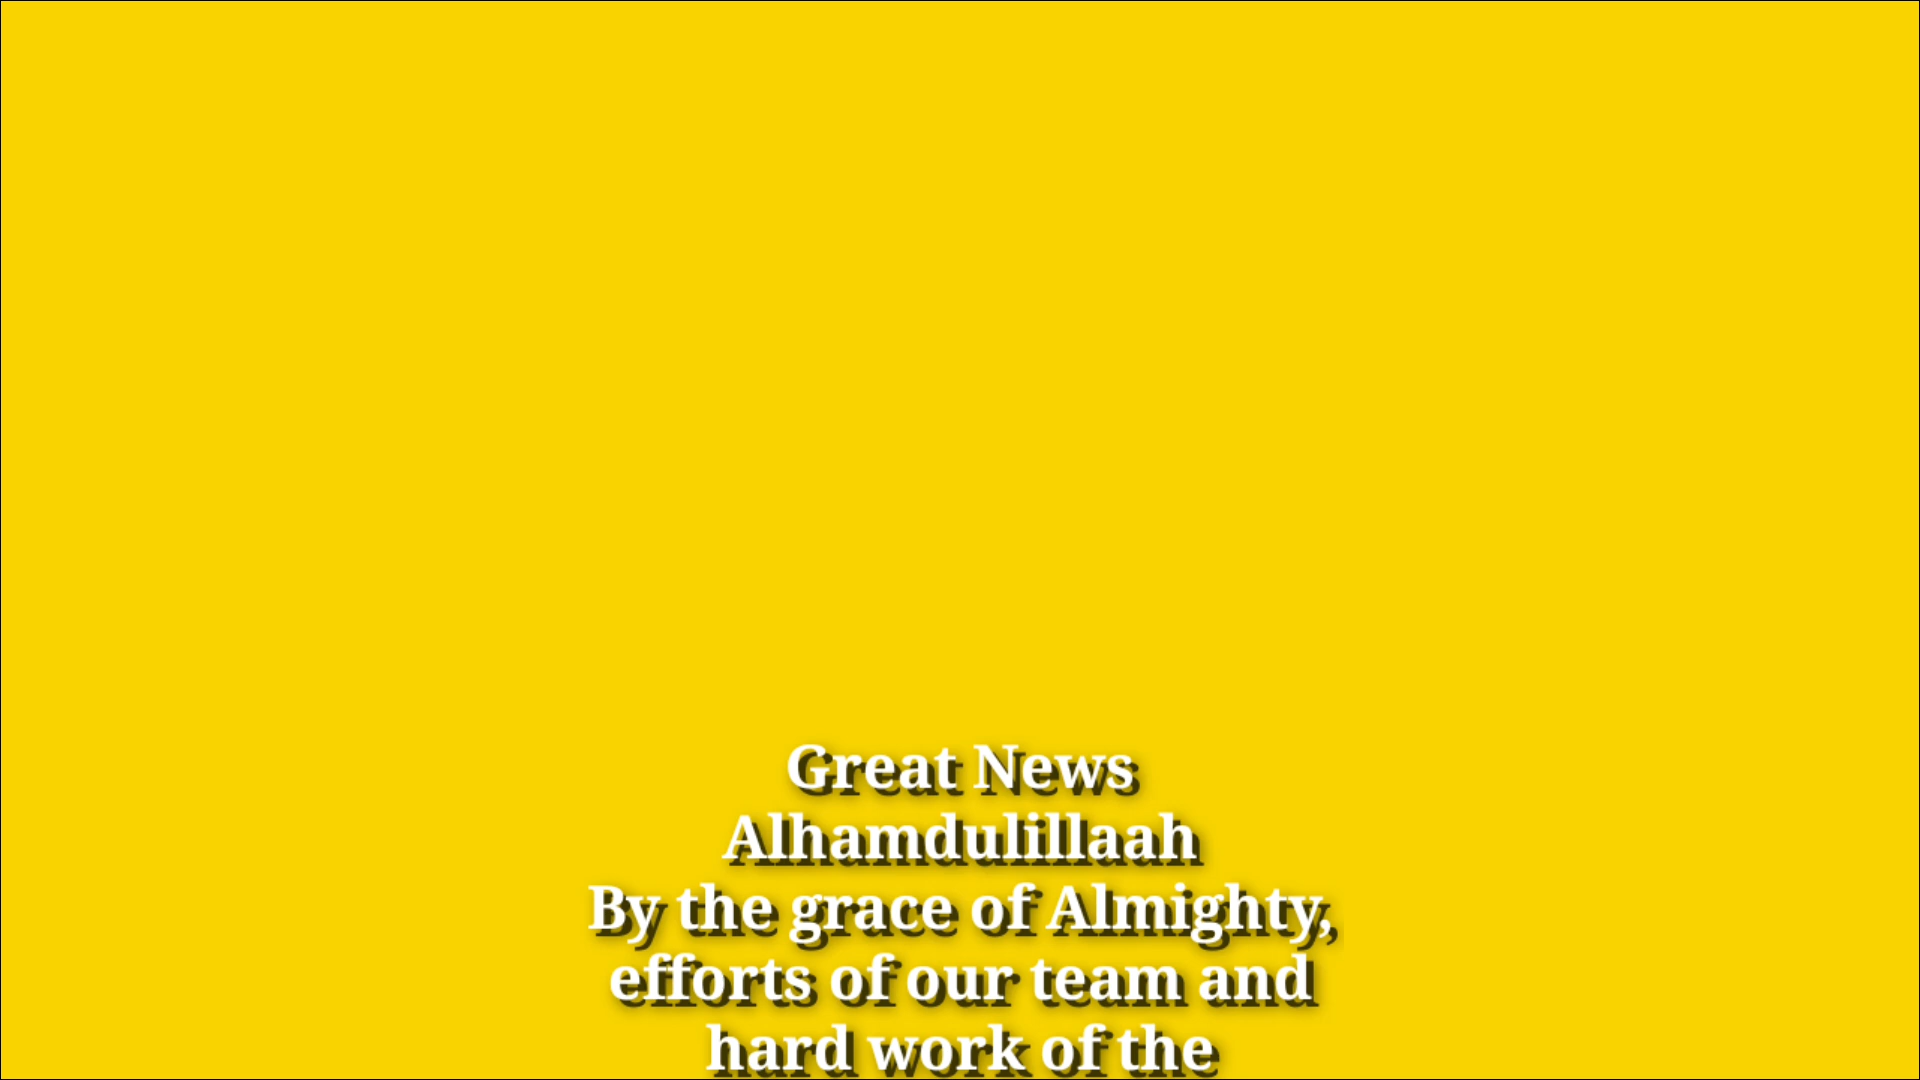 Great News
Alhamdulillaah
By the grace of Almighty,
efforts of our team and
hard work of the